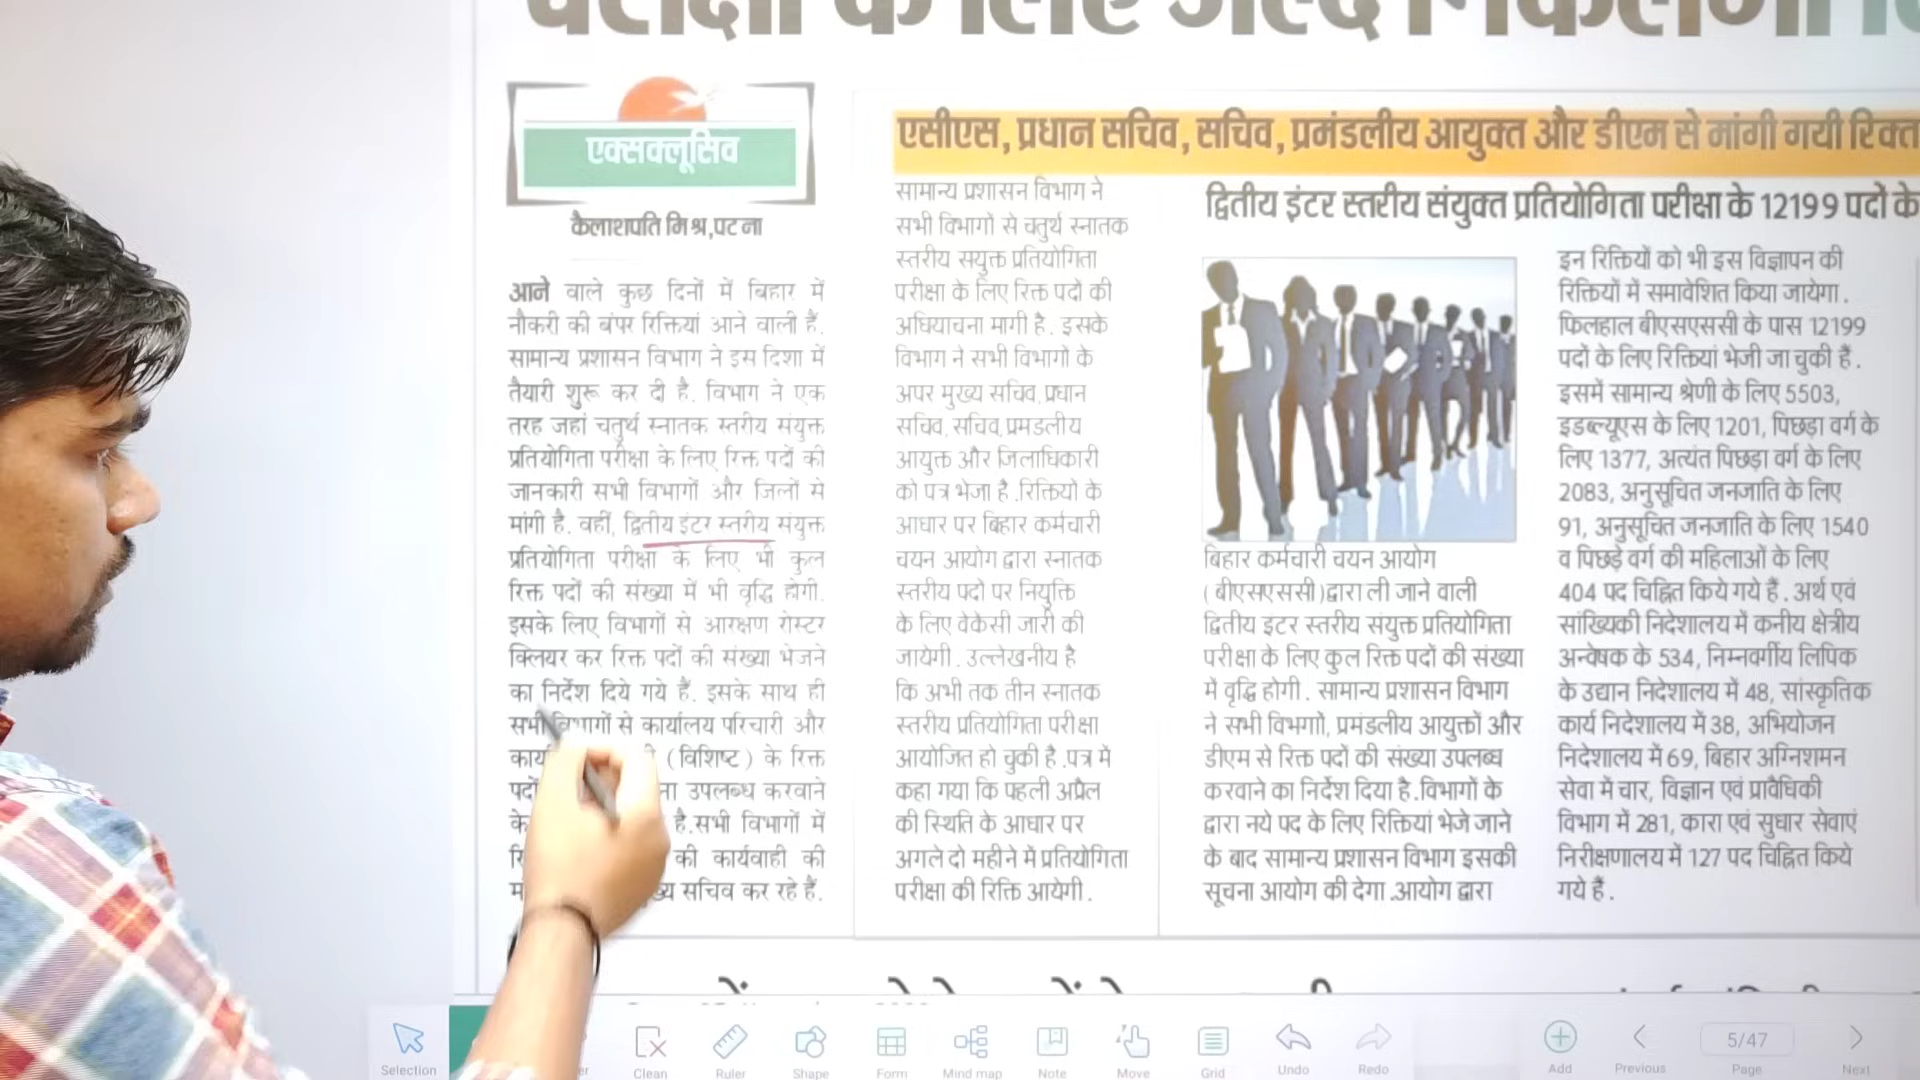 परीक्षा के लिए जल्द निकलेगी
एक्सक्लूसिव
कैलाशपति मिश्र,पटना
आने वाले कुछ दिनों में बिहार में
नौकरी की बंपर रिक्तियां आने वाली हैं.
सामान्य प्रशासन विभाग ने इस दिशा में
तैयारी शुरू कर दी है. विभाग ने एक
तरह जहां चतुर्थ स्नातक स्तरीय संयुक्त
प्रतियोगिता परीक्षा के लिए रिक्त पदों की
जानकारी सभी विभागों और जिलों से
मांगी है. वहीं, द्वितीय इंटर स्तरीय संयुक्त
प्रतियोगिता परीक्षा के लिए भी कुल
रिक्त पदों की संख्या में भी वृद्धि होगी.
इसके लिए विभागों से आरक्षण रोस्टर
क्लियर कर रिक्त पदों की संख्या भेजने
का निर्देश दिये गये हैं. इसके साथ ही
सभी विभागों से कार्यालय परिचारी और
(विशिष्ट) के रिक्त
उपलब्ध करवाने
है.सभी विभागों में
की कार्यवाही की
सचिव कर रहे हैं.
एसीएस, प्रधान सचिव, सचिव, प्रमंडलीय आयुक्त और डीएम से मांगी गयी रिक्त
सामान्य प्रशासन विभाग ने
सभी विभागों से चतुर्थ स्नातक
स्तरीय सयुक्त प्रतियोगिता
परीक्षा के लिए रिक्त पदों की
अधियाचना मागी है. इसके
विभाग ने सभी विभागों के
अपर मुख्य सचिव, प्रधान
सचिव, सचिव, प्रमंडलीय
आयुक्त और जिलाधिकारी
को पत्र भेजा है .रिक्तियों के
आधार पर बिहार कर्मचारी
चयन आयोग द्वारा स्नातक
स्तरीय पदों पर नियुक्ति
के लिए वेकेंसी जारी की
जायेगी. उल्लेखनीय है
कि अभी तक तीन स्नातक
स्तरीय प्रतियोगिता परीक्षा
आयोजित हो चुकी है .पत्र में
कहा गया कि पहली अप्रैल
की स्थिति के आधार पर
अगले दो महीने में प्रतियोगिता
परीक्षा की रिक्ति आयेगी.
द्वितीय इंटर स्तरीय संयुक्त प्रतियोगिता परीक्षा के 12199 पदों के
बिहार कर्मचारी चयन आयोग
(बीएसएससी)द्वारा ली जाने वाली
द्वितीय इंटर स्तरीय संयुक्त प्रतियोगिता
परीक्षा के लिए कुल रिक्त पदों की संख्या
में वृद्धि होगी. सामान्य प्रशासन विभाग
ने सभी विभगाों, प्रमंडलीय आयुक्तों और
डीएम से रिक्त पदों की संख्या उपलब्ध
करवाने का निर्देश दिया है.विभागों के
द्वारा नये पद के लिए रिक्तियां भेजे जाने
के बाद सामान्य प्रशासन विभाग इसकी
सूचना आयोग की देगा.आयोग द्वारा
इन रिक्तियों को भी इस विज्ञापन की
रिक्तियों में समावेशित किया जायेगा.
फिलहाल बीएसएससी के पास 12199
पदों के लिए रिक्तियां भेजी जा चुकी हैं.
इसमें सामान्य श्रेणी के लिए 5503,
इडब्ल्यूएस के लिए 1201, पिछड़ा वर्ग के
लिए 1377, अत्यंत पिछड़ा वर्ग के लिए
2083, अनुसूचित जनजाति के लिए
91, अनुसूचित जनजाति के लिए 1540
व पिछड़े वर्ग की महिलाओं के लिए
404 पद चिह्नित किये गये हैं. अर्थ एवं
सांख्यिकी निदेशालय में कनीय क्षेत्रीय
अन्वेषक के 534, निम्नवर्गीय लिपिक
के उद्यान निदेशालय में 48, सांस्कृतिक
कार्य निदेशालय में 38, अभियोजन
निदेशालय में 69, बिहार अग्निशमन
सेवा में चार, विज्ञान एवं प्रावैधिकी
विभाग में 281, कारा एवं सुधार सेवाएं
निरीक्षणालय में 127 पद चिह्नित किये
गये हैं.
Selection
Clean
Ruler
Shape
Form
Mind map
Note
Move
Grid
Undo
Redo
Add
Previous
5/47
Page
Next